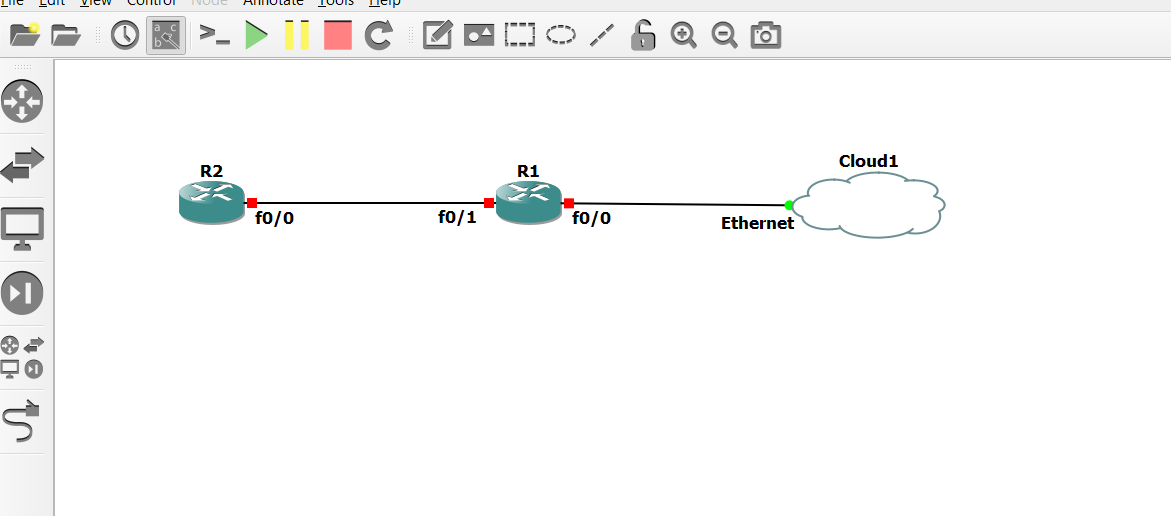 File Edit View Control Node Annotate Tools Help
a c
b
>_
Cloud1
R2 R1
f0/0 f0/1 f0/0 Ethernet